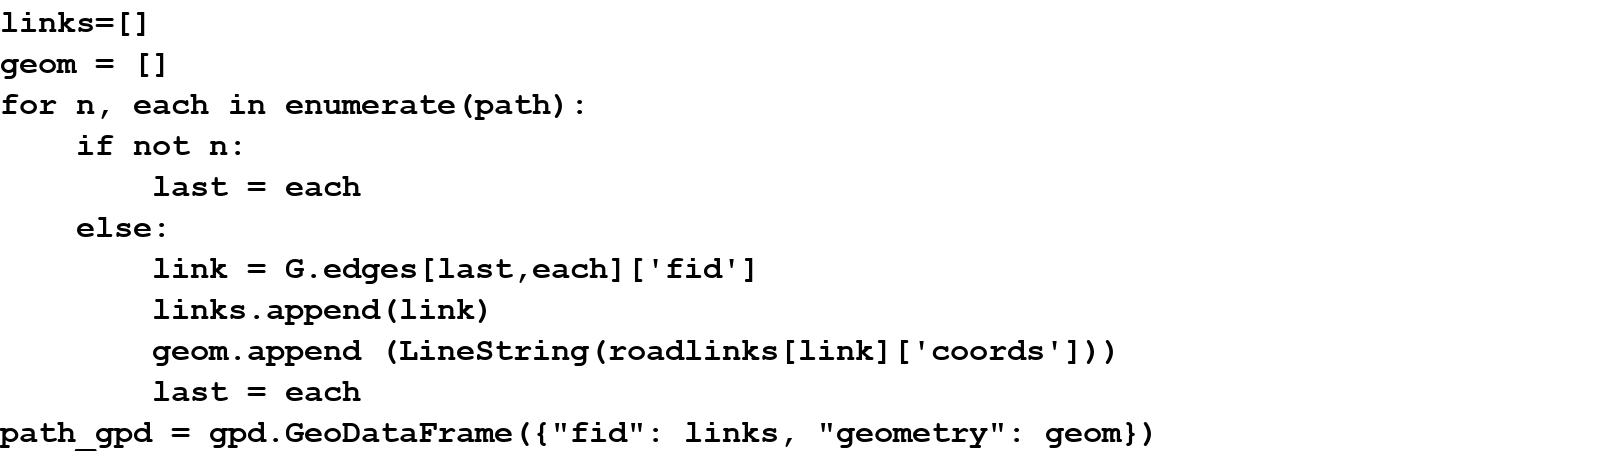 links=[]
geom = []
for n, each in enumerate(path):
    if not n:
        last = each
    else:
        link = G.edges[last,each]['fid']
        links.append(link)
        geom.append (LineString(roadlinks[link]['coords']))
        last = each
path_gpd = gpd.GeoDataFrame({"fid": links, "geometry": geom})